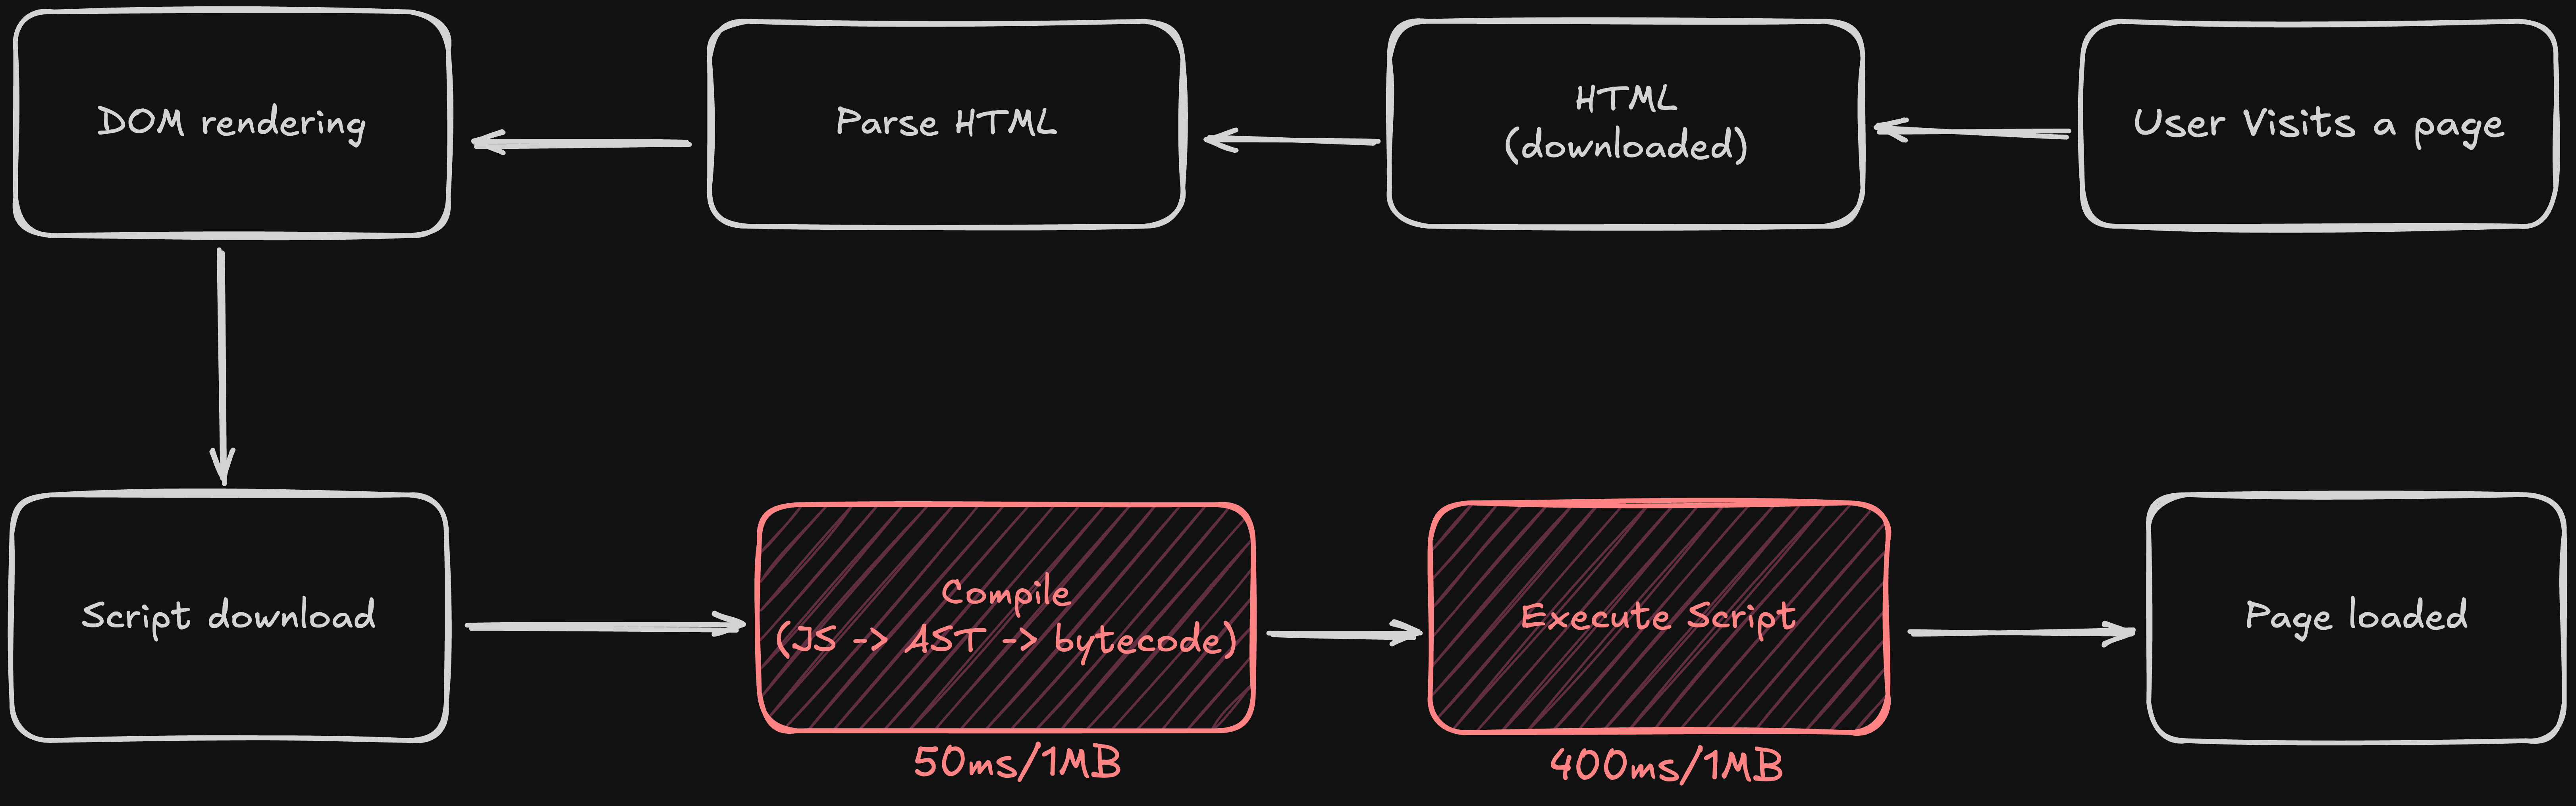 DOM rendering
Parse HTML
HTML
(downloaded)
User Visits a page
Script download
Compile
(JS -> AST -> bytecode)
50ms/1MB
Execute Script
400ms/1MB
Page loaded